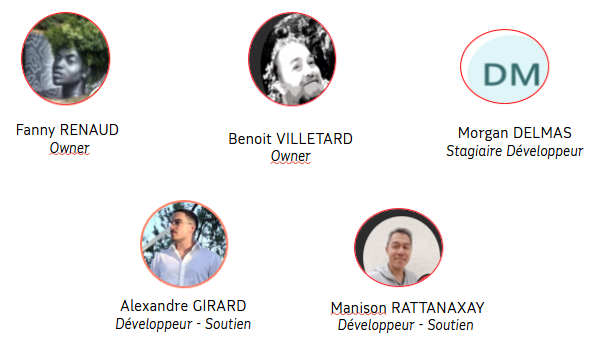 Fanny RENAUD
Owner
Benoit VILLETARD
Owner
DM
Morgan DELMAS
Stagiaire Développeur
Alexandre GIRARD
Développeur - Soutien
Manison RATTANAXAY
Développeur - Soutien